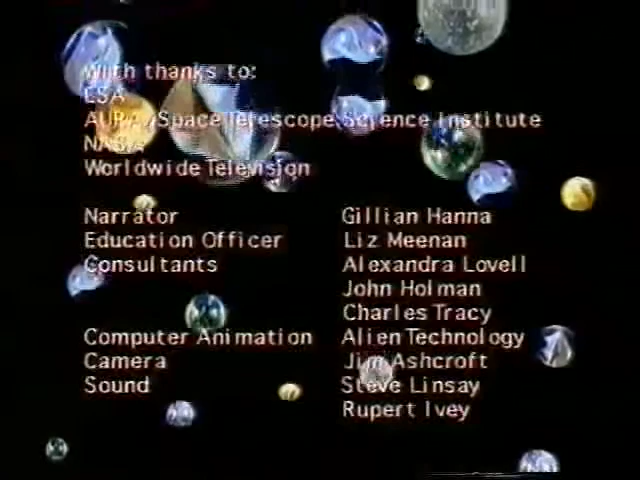 With thanks to:
ESA
AURA/Space Telescope Science Institute
NASA
Worldwide Television
Narrator Gillian Hanna
Education Officer Liz Meenan
Consultants Alexandra Lovell
John Holman
Charles Tracy
Computer Animation Alien Technology
Camera Jim Ashcroft
Sound Steve Linsay
Rupert Ivey